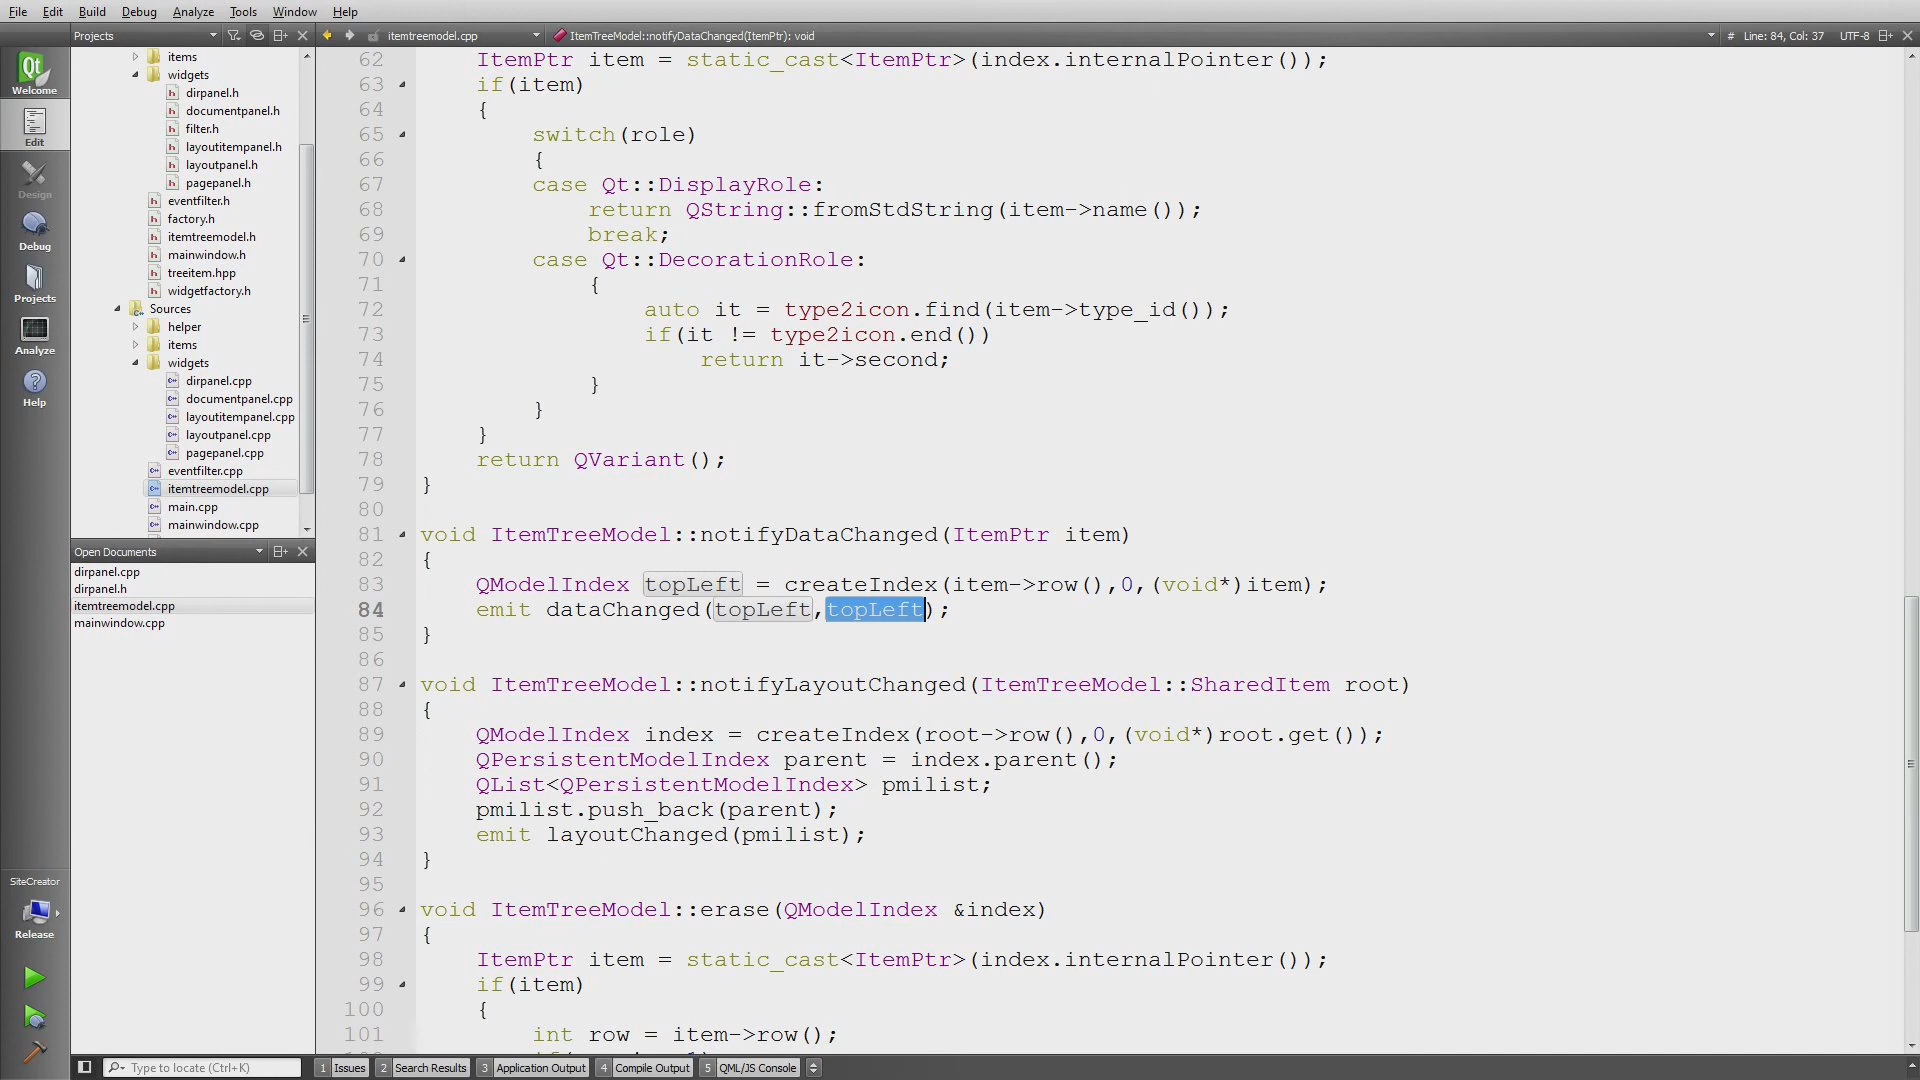 File Edit Build Debug Analyze Tools Window Help
Projects itemtreemodel.cpp ItemTreeModel::notifyDataChanged(ItemPtr): void # Line: 84, Col: 37 UTF-8
Qt
Welcome
Edit
Design
Debug
Projects
Analyze
Help
SiteCreator
Release
items
widgets
dirpanel.h
documentpanel.h
filter.h
layoutitempanel.h
layoutpanel.h
pagepanel.h
eventfilter.h
factory.h
itemtreemodel.h
mainwindow.h
treeitem.hpp
widgetfactory.h
Sources
helper
items
widgets
dirpanel.cpp
documentpanel.cpp
layoutitempanel.cpp
layoutpanel.cpp
pagepanel.cpp
eventfilter.cpp
itemtreemodel.cpp
main.cpp
mainwindow.cpp
Open Documents
dirpanel.cpp
dirpanel.h
itemtreemodel.cpp
mainwindow.cpp
62 ItemPtr item = static_cast<ItemPtr>(index.internalPointer());
63 if(item)
64 {
65 switch(role)
66 {
67 case Qt::DisplayRole:
68 return QString::fromStdString(item->name());
69 break;
70 case Qt::DecorationRole:
71 {
72 auto it = type2icon.find(item->type_id());
73 if(it != type2icon.end())
74 return it->second;
75 }
76 }
77 }
78 return QVariant();
79 }
80
81 void ItemTreeModel::notifyDataChanged(ItemPtr item)
82 {
83 QModelIndex topLeft = createIndex(item->row(),0,(void*)item);
84 emit dataChanged(topLeft,topLeft);
85 }
86
87 void ItemTreeModel::notifyLayoutChanged(ItemTreeModel::SharedItem root)
88 {
89 QModelIndex index = createIndex(root->row(),0,(void*)root.get());
90 QPersistentModelIndex parent = index.parent();
91 QList<QPersistentModelIndex> pmilist;
92 pmilist.push_back(parent);
93 emit layoutChanged(pmilist);
94 }
95
96 void ItemTreeModel::erase(QModelIndex &index)
97 {
98 ItemPtr item = static_cast<ItemPtr>(index.internalPointer());
99 if(item)
100 {
101 int row = item->row();
Type to locate (Ctrl+K) 1 Issues 2 Search Results 3 Application Output 4 Compile Output 5 QML/JS Console